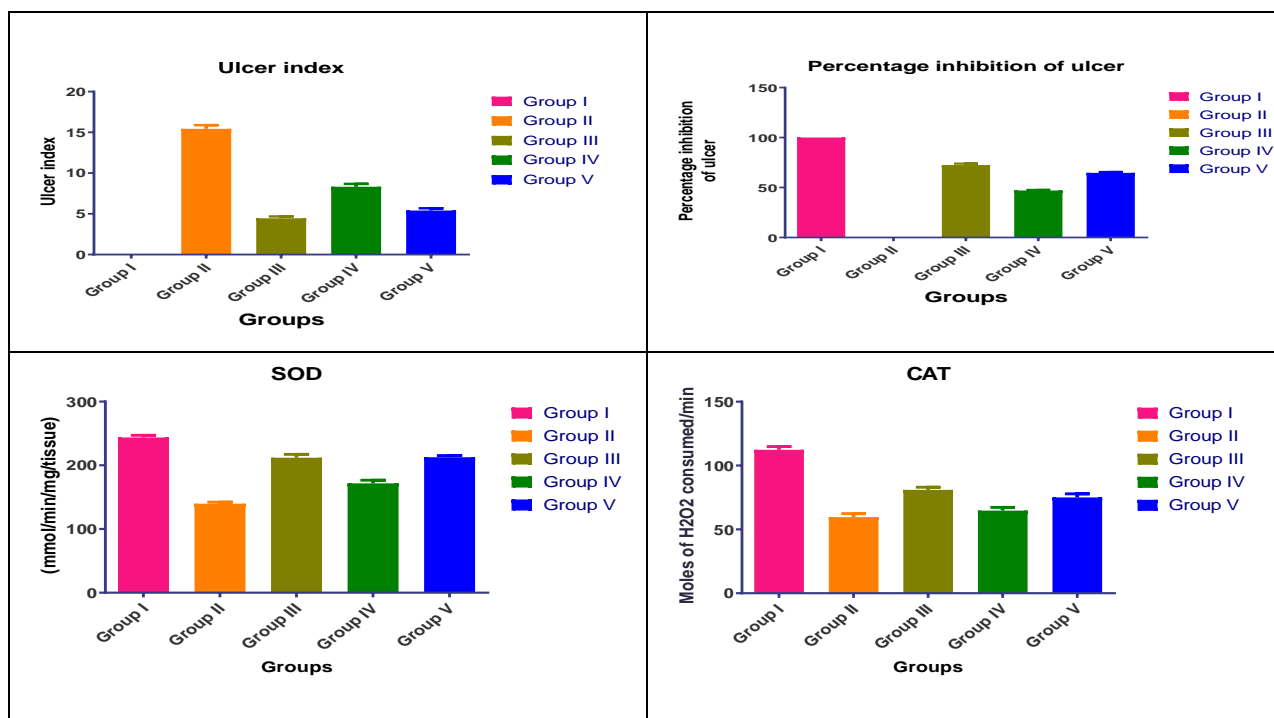 Ulcer index
Ulcer index
20
15
10
5
0
Group I
Group II
Group III
Group IV
Group V
Groups
Group I
Group II
Group III
Group IV
Group V
Percentage inhibition of ulcer
Percentage inhibition
of ulcer
150
100
50
0
Group I
Group II
Group III
Group IV
Group V
Groups
Group I
Group II
Group III
Group IV
Group V
SOD
(mmol/min/mg/tissue)
300
200
100
0
Group I
Group II
Group III
Group IV
Group V
Groups
Group I
Group II
Group III
Group IV
Group V
CAT
Moles of H2O2 consumed/min
150
100
50
0
Group I
Group II
Group III
Group IV
Group V
Groups
Group I
Group II
Group III
Group IV
Group V